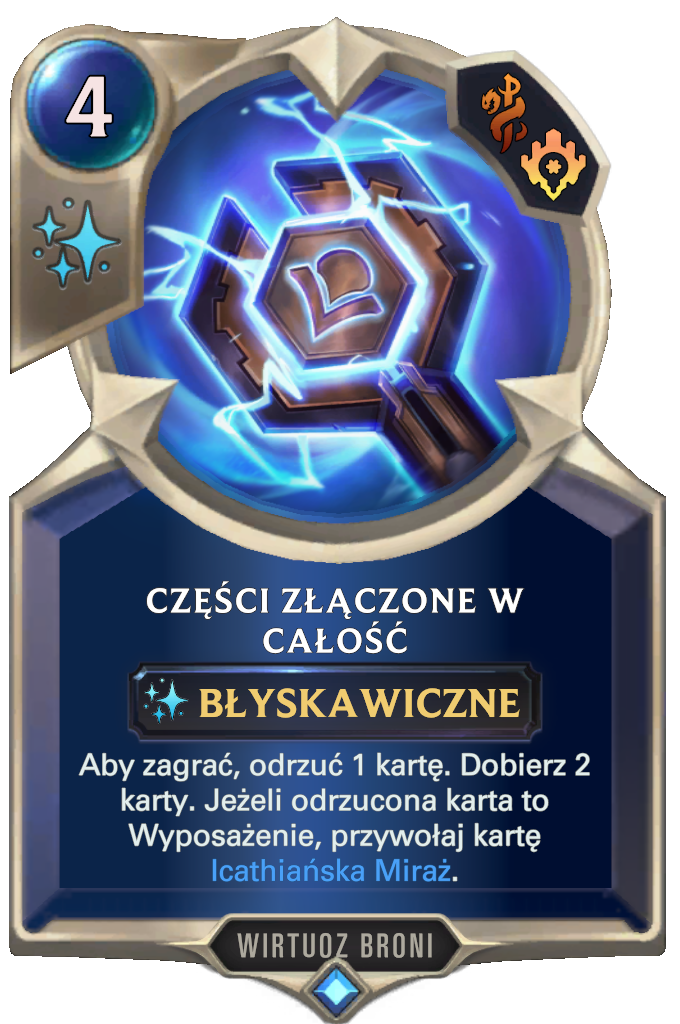 4
CZĘŚCI ZŁĄCZONE W
CAŁOŚĆ
BŁYSKAWICZNE
Aby zagrać, odrzuć 1 kartę. Dobierz 2
karty. Jeżeli odrzucona karta to
Wyposażenie, przywołaj kartę
Icathiańska Miraż.
WIRTUOZ BRONI